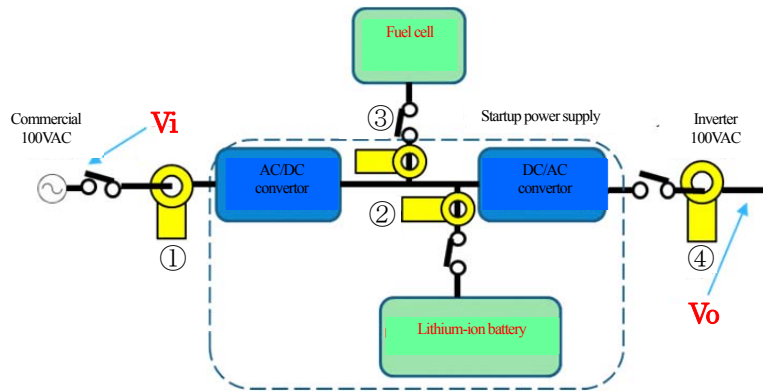 Fuel cell
③
Startup power supply
Commercial
100VAC
Vi
Inverter
100VAC
AC/DC
convertor
DC/AC
convertor
②
①
④
Vo
Lithium-ion battery